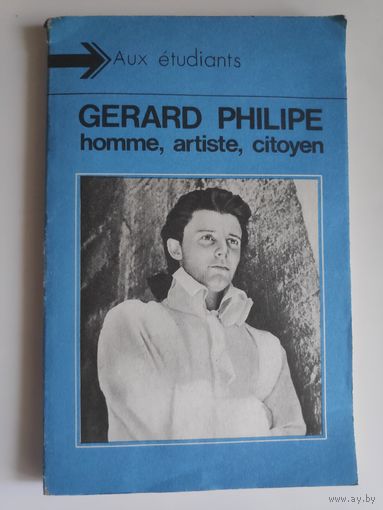 Aux étudiants
GERARD PHILIPE
homme, artiste, citoyen
www.ay.by